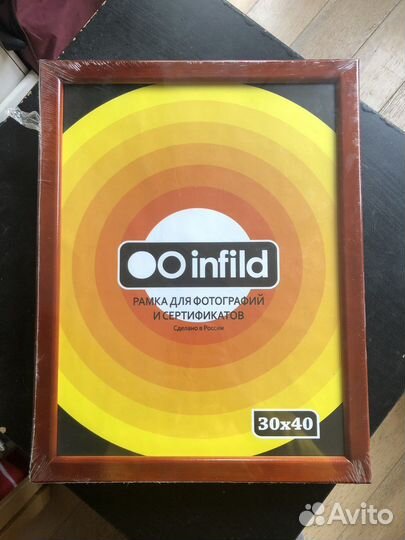 infild
РАМКА ДЛЯ ФОТОГРАФИЙ
И СЕРТИФИКАТОВ
Сделано в России
30x40
Avito